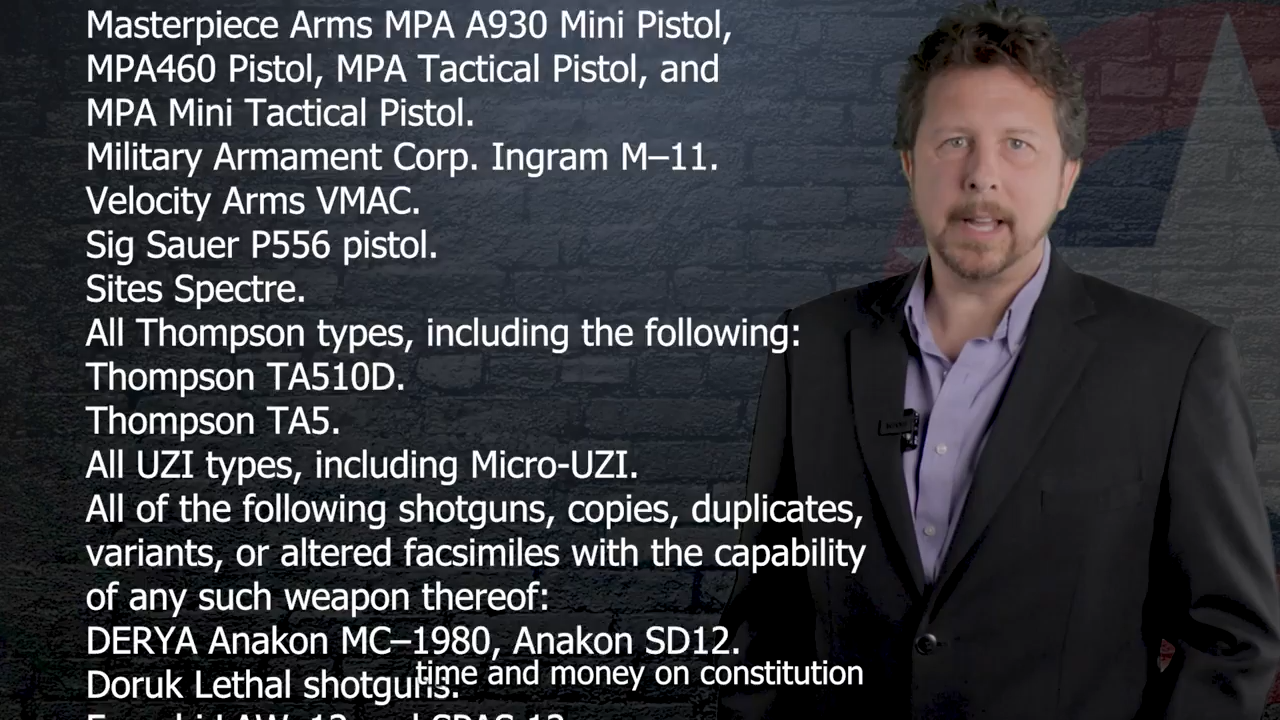 Masterpiece Arms MPA A930 Mini Pistol,
MPA460 Pistol, MPA Tactical Pistol, and
MPA Mini Tactical Pistol.
Military Armament Corp. Ingram M–11.
Velocity Arms VMAC.
Sig Sauer P556 pistol.
Sites Spectre.
All Thompson types, including the following:
Thompson TA510D.
Thompson TA5.
All UZI types, including Micro-UZI.
All of the following shotguns, copies, duplicates,
variants, or altered facsimiles with the capability
of any such weapon thereof:
DERYA Anakon MC–1980, Anakon SD12.
Doruk Lethal shotguns.
time and money on constitution